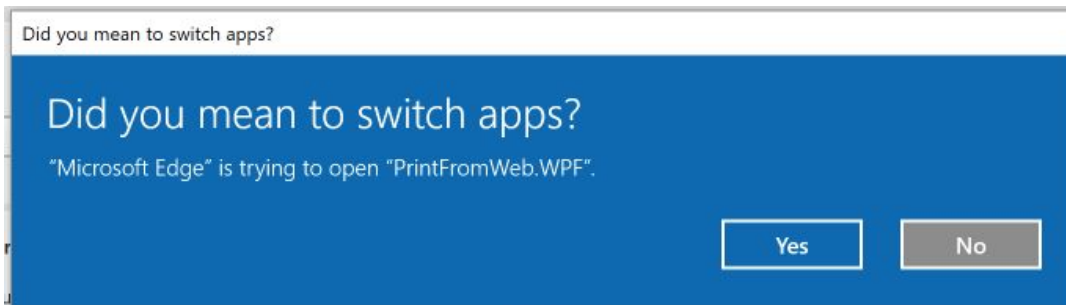 Did you mean to switch apps?
Did you mean to switch apps?
“Microsoft Edge” is trying to open “PrintFromWeb.WPF”.
Yes No